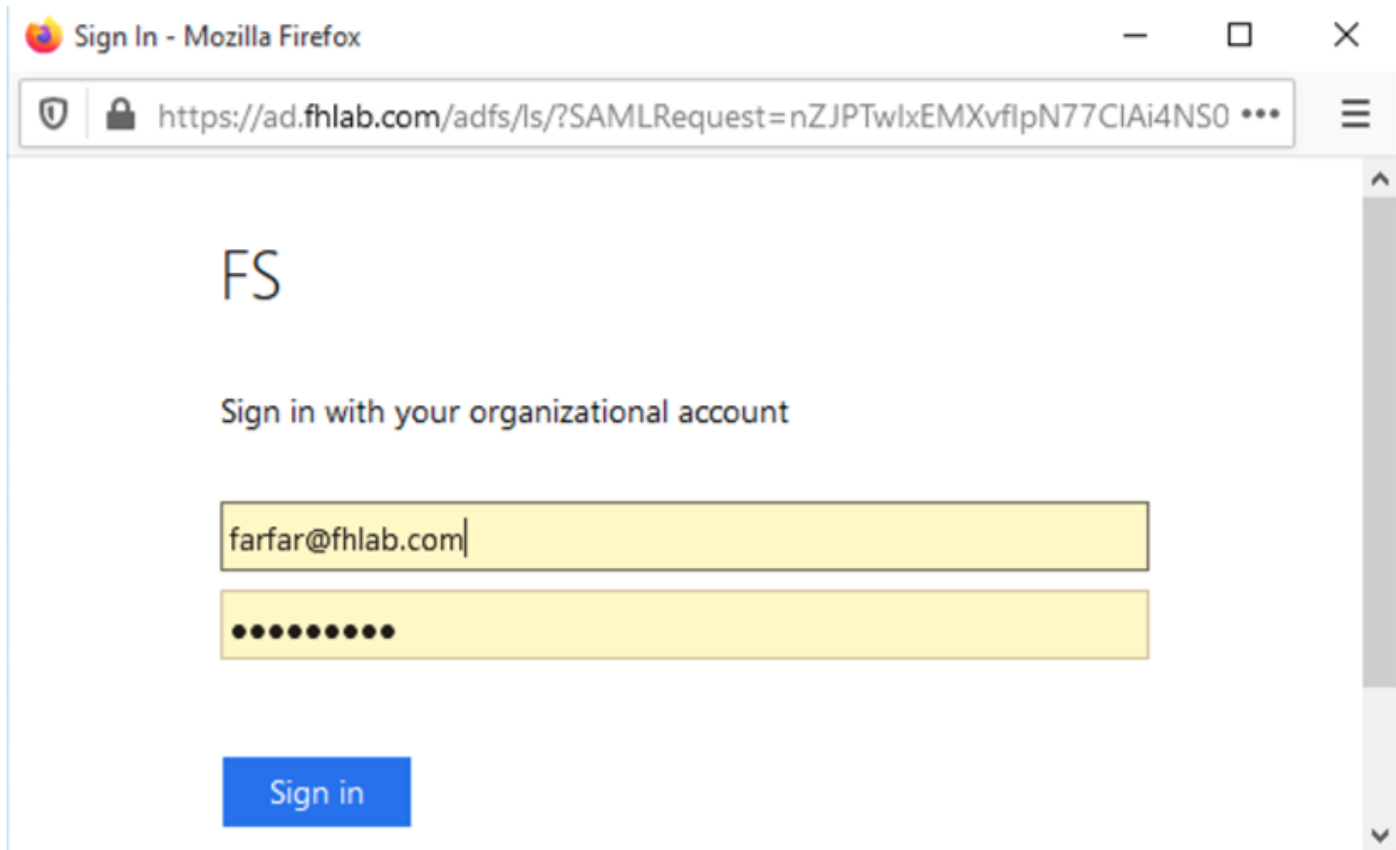 Sign In - Mozilla Firefox
https://ad.fhlab.com/adfs/ls/?SAMLRequest=nZJPTwIxEMXvflpN77CIAi4NS0 •••
FS
Sign in with your organizational account
farfar@fhlab.com
•••••••••
Sign in